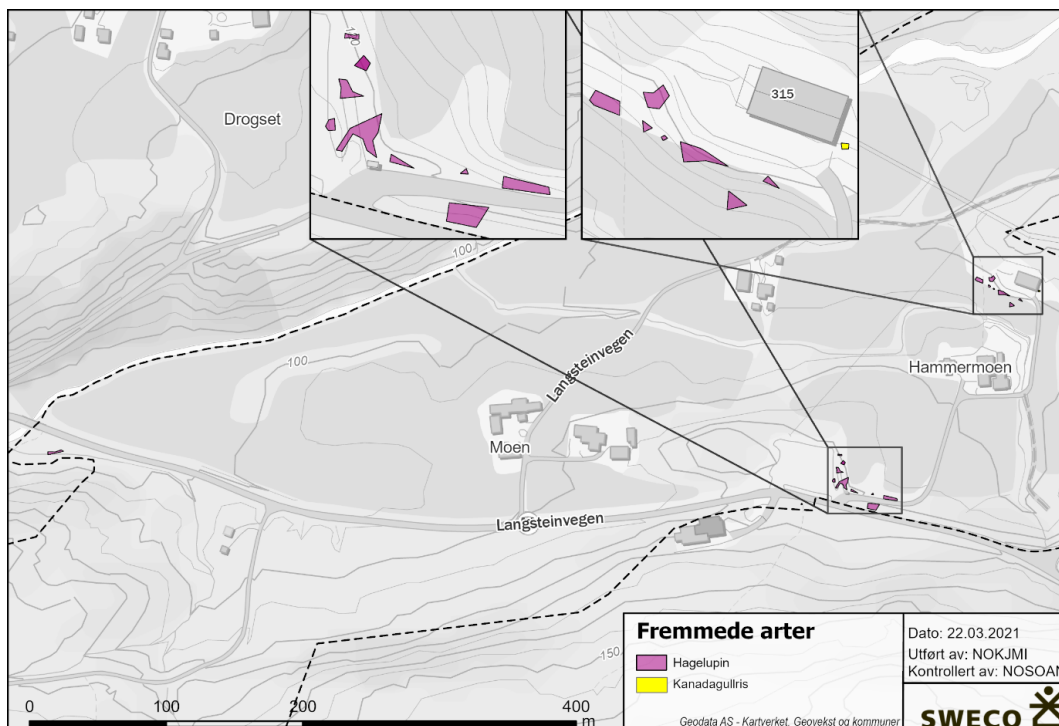 315
Drogset
100
100
Langsteinvegen
Hammermoen
Moen
Langsteinvegen
150
Fremmede arter
Hagelupin
Kanadagullris
Dato: 22.03.2021
Utført av: NOKJMI
Kontrollert av: NOSOAN
0 100 200 400
m
Geodata AS - Kartverket, Geovekst og kommuner
SWECO